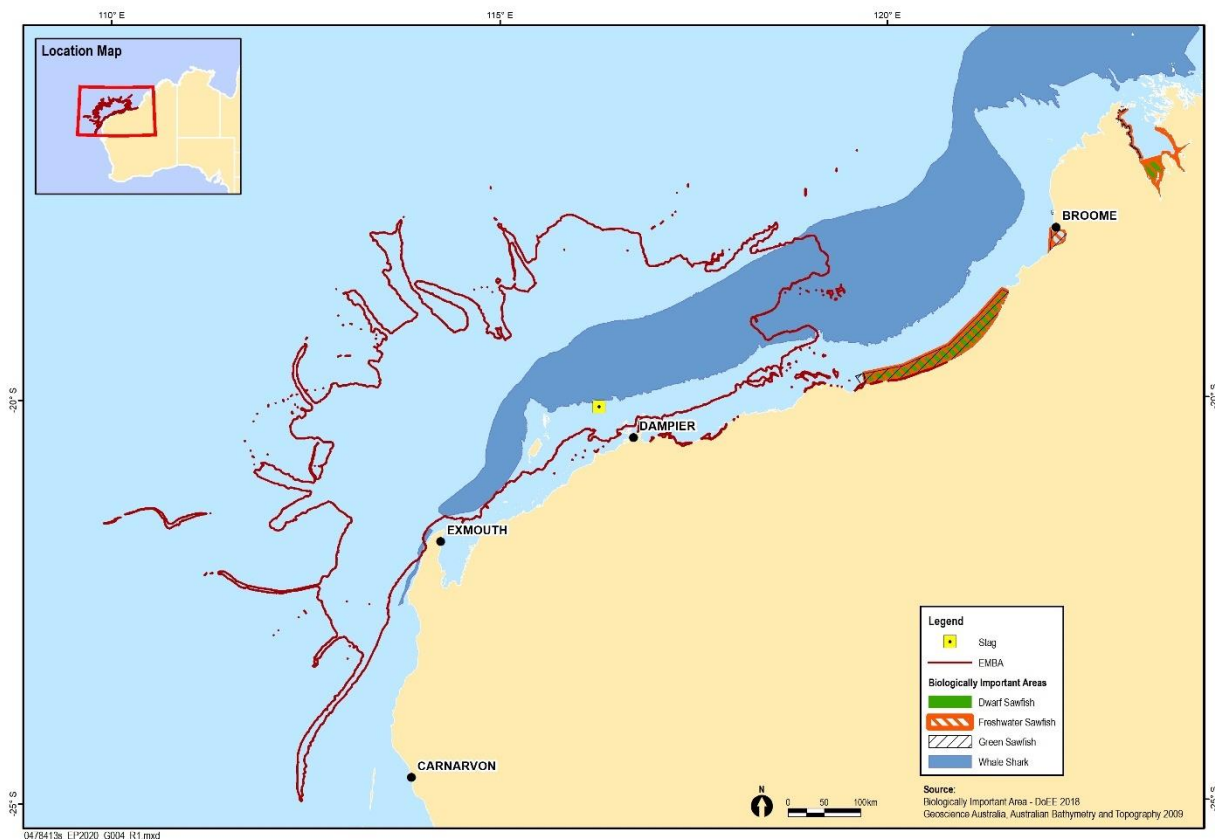 110° E
115° E
120° E
Location Map
BROOME
-20° S
-20° S
DAMPIER
EXMOUTH
CARNARVON
-25° S
-25° S
Legend
Stag
EMBA
Biologically Important Areas
Dwarf Sawfish
Freshwater Sawfish
Green Sawfish
Whale Shark
N
0 50 100km
Source:
Biologically Important Area - DoEE 2018
Geoscience Australia, Australian Bathymetry and Topography 2009
0478413s_EP2020_G004_R1.mxd